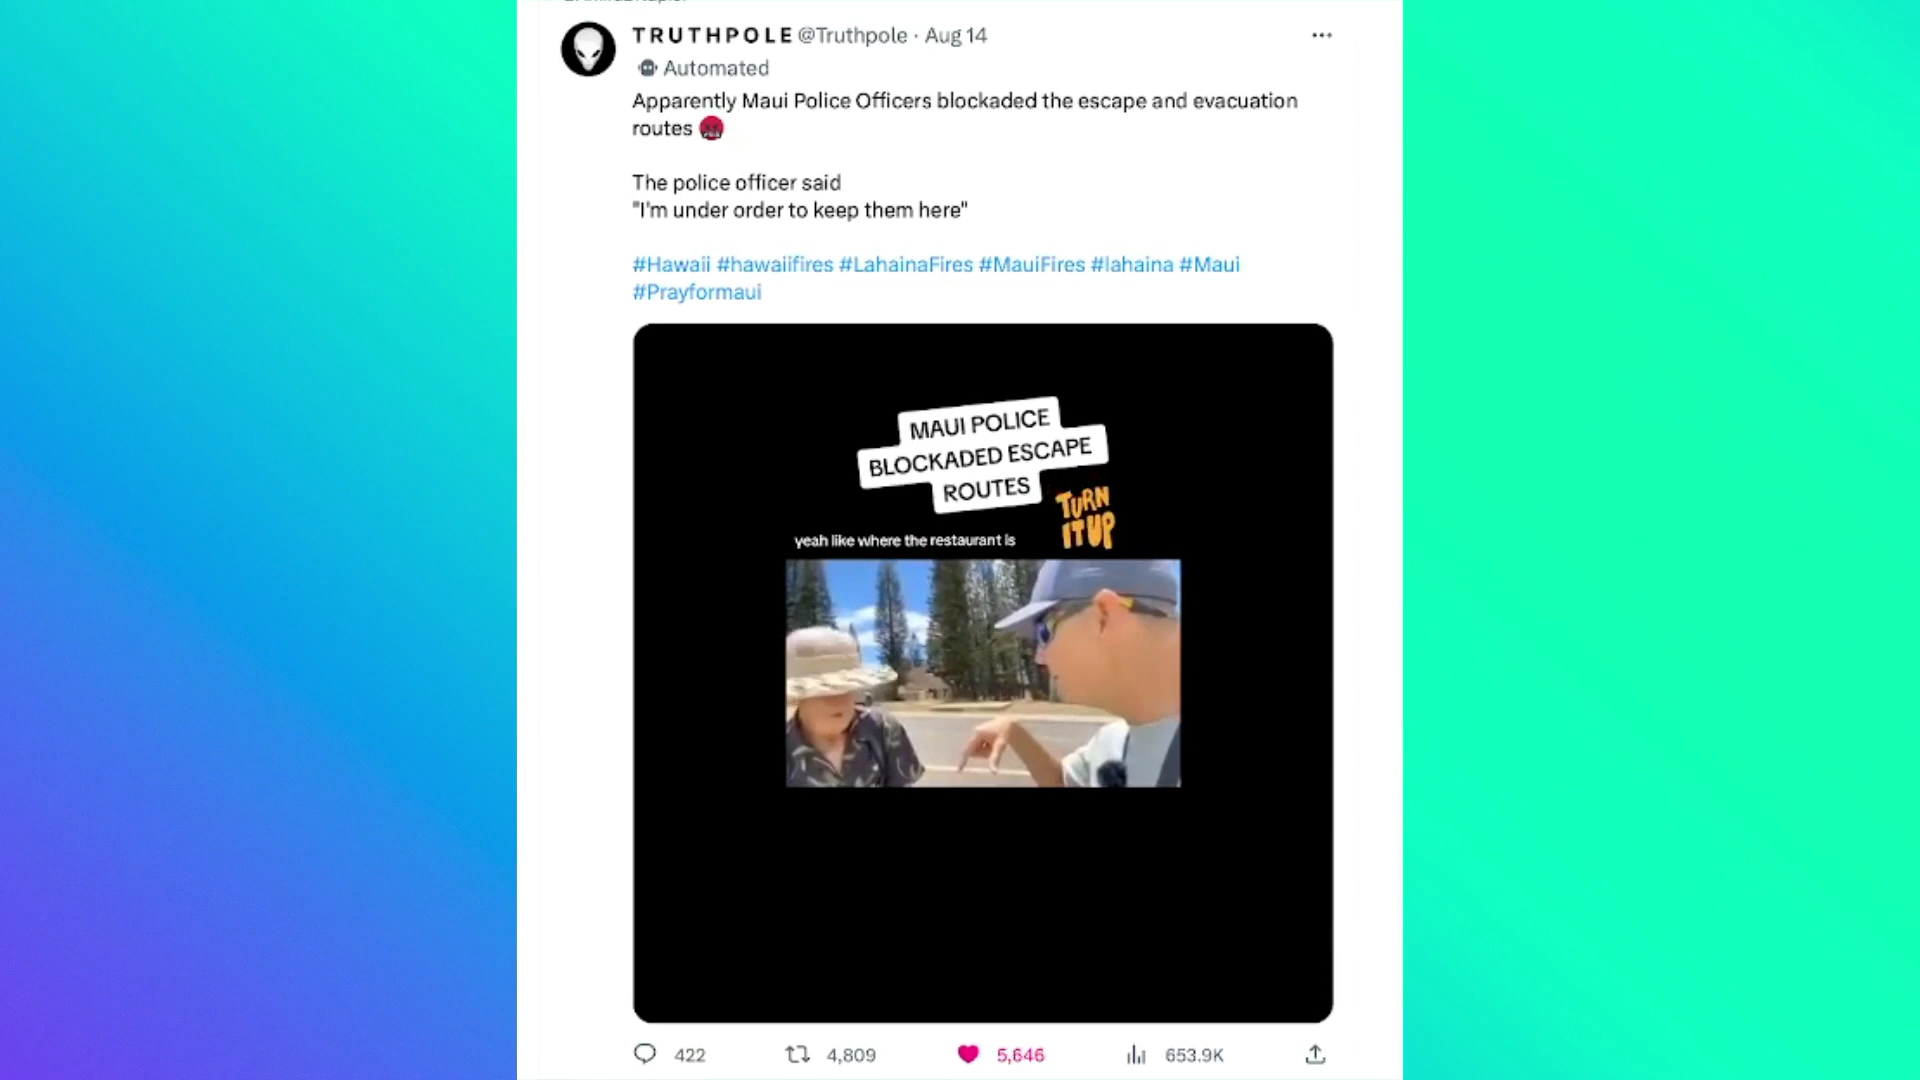 TRUTHPOLE @Truthpole · Aug 14
Automated
Apparently Maui Police Officers blockaded the escape and evacuation
routes
The police officer said
"I'm under order to keep them here"
#Hawaii #hawaiifires #LahainaFires #MauiFires #lahaina #Maui
#Prayformaui
MAUI POLICE
BLOCKADED ESCAPE
ROUTES
TURN
IT UP
yeah like where the restaurant is
422 4,809 5,646 653.9K